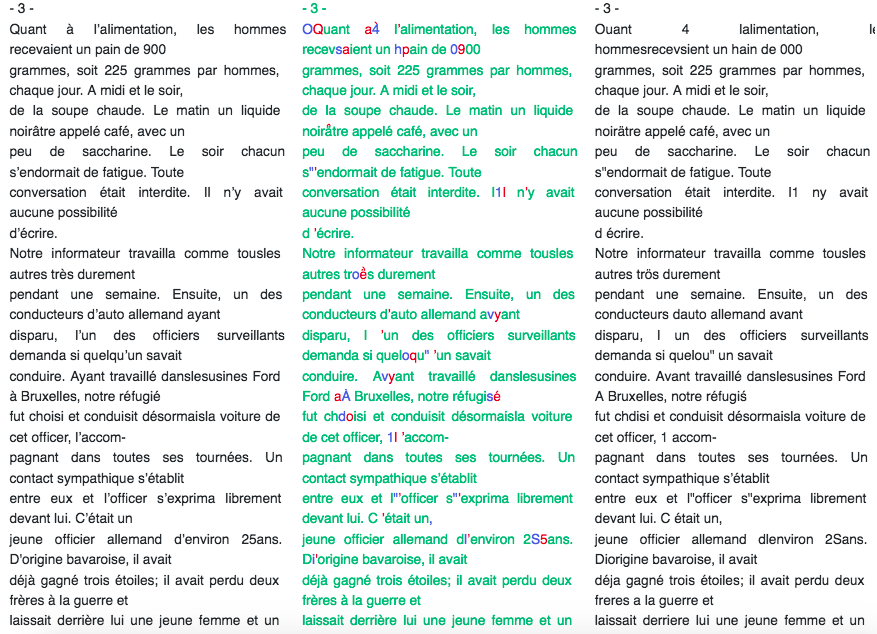 - 3 -
Quant à l'alimentation, les hommes
recevaient un pain de 900
grammes, soit 225 grammes par hommes,
chaque jour. A midi et le soir,
de la soupe chaude. Le matin un liquide
noirâtre appelé café, avec un
peu de saccharine. Le soir chacun
s'endormait de fatigue. Toute
conversation était interdite. Il n'y avait
aucune possibilité
d'écrire.
Notre informateur travailla comme tousles
autres très durement
pendant une semaine. Ensuite, un des
conducteurs d'auto allemand ayant
disparu, l'un des officiers surveillants
demanda si quelqu'un savait
conduire. Ayant travaillé danslesusines Ford
à Bruxelles, notre réfugié
fut choisi et conduisit désormaisla voiture de
cet officer, l'accom-
pagnant dans toutes ses tournées. Un
contact sympathique s'établit
entre eux et l'officer s'exprima librement
devant lui. C'était un
jeune officier allemand d'environ 25ans.
D'origine bavaroise, il avait
déjà gagné trois étoiles; il avait perdu deux
frères à la guerre et
laissait derrière lui une jeune femme et un
- 3 -
OQuant a4̀ l'alimentation, les hommes
recevsaient un hpain de 0900
grammes, soit 225 grammes par hommes,
chaque jour. A midi et le soir,
de la soupe chaude. Le matin un liquide
noirâtre appelé café, avec un
peu de saccharine. Le soir chacun
s"'endormait de fatigue. Toute
conversation était interdite. I1l n'y avait
aucune possibilité
d 'écrire.
Notre informateur travailla comme tousles
autres troès durement
pendant une semaine. Ensuite, un des
conducteurs d'auto allemand avyant
disparu, l 'un des officiers surveillants
demanda si queloqu" 'un savait
conduire. Avyant travaillé danslesusines
Ford aÀ Bruxelles, notre réfugisé
fut chdoisi et conduisit désormaisla voiture
de cet officer, 1l 'accom-
pagnant dans toutes ses tournées. Un
contact sympathique s'établit
entre eux et l"'officer s"'exprima librement
devant lui. C 'était un,
jeune officier allemand dl'environ 2S5ans.
Di'origine bavaroise, il avait
déjà gagné trois étoiles; il avait perdu deux
frères à la guerre et
laissait derrière lui une jeune femme et un
- 3 -
Ouant 4 lalimentation, le
hommesrecevsient un hain de 000
grammes, soit 225 grammes par hommes,
chaque jour. A midi et le soir,
de la soupe chaude. Le matin un liquide
noirätre appelé café, avec un
peu de saccharine. Le soir chacun
s"endormait de fatigue. Toute
conversation était interdite. I1 ny avait
aucune possibilité
d écrire.
Notre informateur travailla comme tousles
autres trös durement
pendant une semaine. Ensuite, un des
conducteurs dauto allemand avant
disparu, l un des officiers surveillants
demanda si quelou" un savait
conduire. Avant travaillé danslesusines Ford
A Bruxelles, notre réfugiś
fut chdisi et conduisit désormaisla voiture de
cet officer, 1 accom-
pagnant dans toutes ses tournées. Un
contact sympathique s'établit
entre eux et l"officer s"exprima librement
devant lui. C était un,
jeune officier allemand dlenviron 2Sans.
Diorigine bavaroise, il avait
déja gagné trois étoiles; il avait perdu deux
freres a la guerre et
laissait derriere lui une jeune femme et un